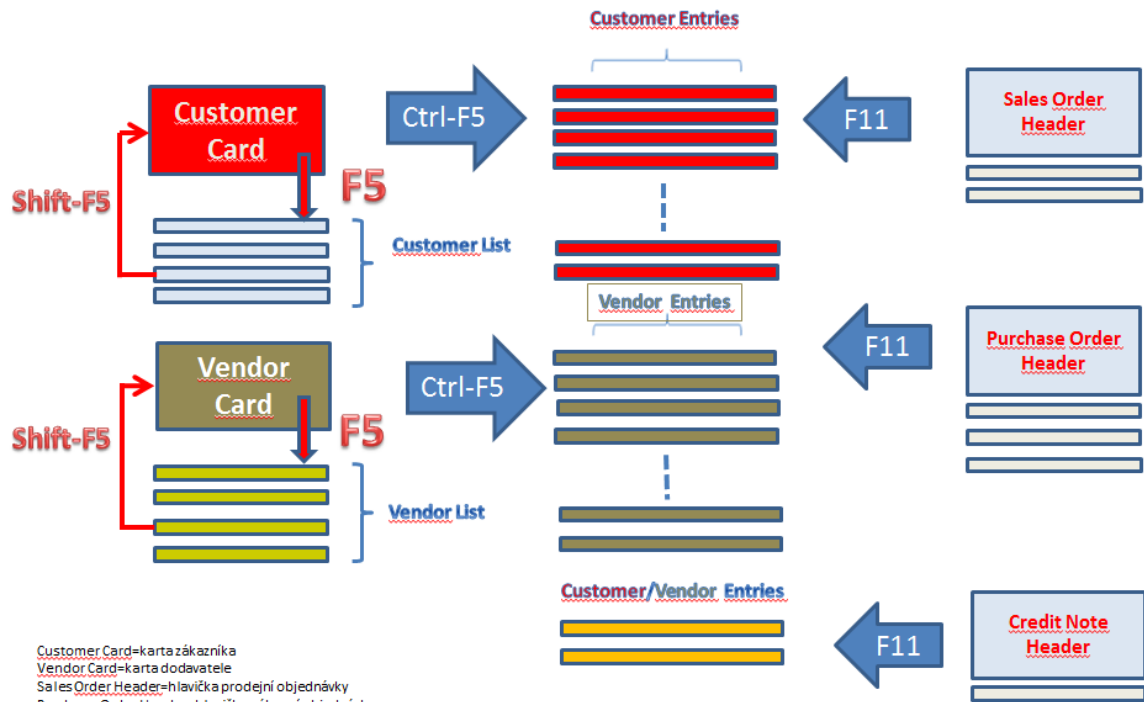 Customer Entries
Customer
Card
Ctrl-F5
F11
Sales Order
Header
Shift-F5
F5
Customer List
Vendor Entries
Vendor
Card
Ctrl-F5
F11
Purchase Order
Header
Shift-F5
F5
Vendor List
Customer/Vendor Entries
F11
Credit Note
Header
Customer Card=karta zákazníka
Vendor Card=karta dodavatele
Sales Order Header=hlavička prodejní objednávky